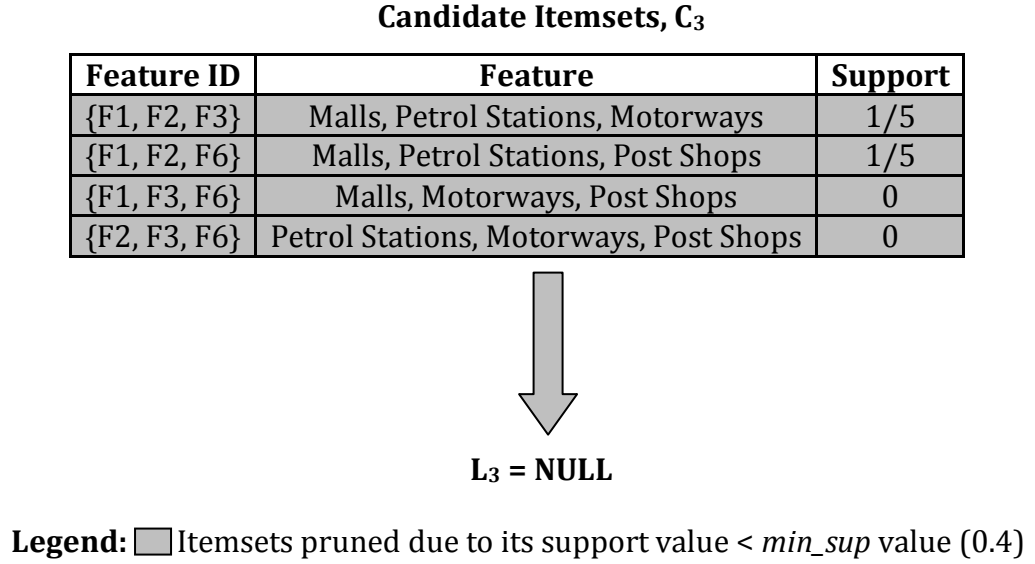 Candidate Itemsets, C₃
Feature ID Feature Support
{F1, F2, F3} Malls, Petrol Stations, Motorways 1/5
{F1, F2, F6} Malls, Petrol Stations, Post Shops 1/5
{F1, F3, F6} Malls, Motorways, Post Shops 0
{F2, F3, F6} Petrol Stations, Motorways, Post Shops 0
L₃ = NULL
Legend: Itemsets pruned due to its support value < min_sup value (0.4)